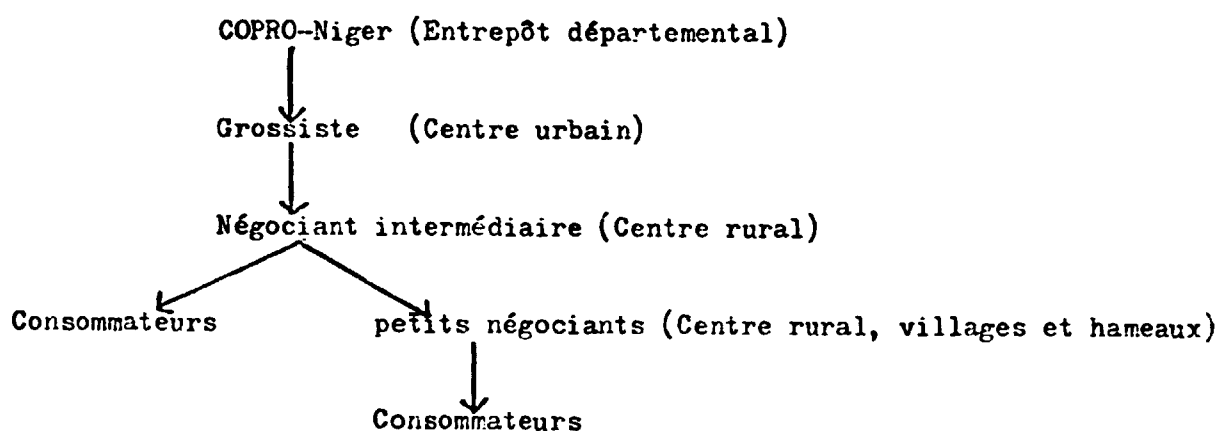 COPRO-Niger (Entrepôt départemental)
Grossiste (Centre urbain)
Négociant intermédiaire (Centre rural)
Consommateurs petits négociants (Centre rural, villages et hameaux)
Consommateurs